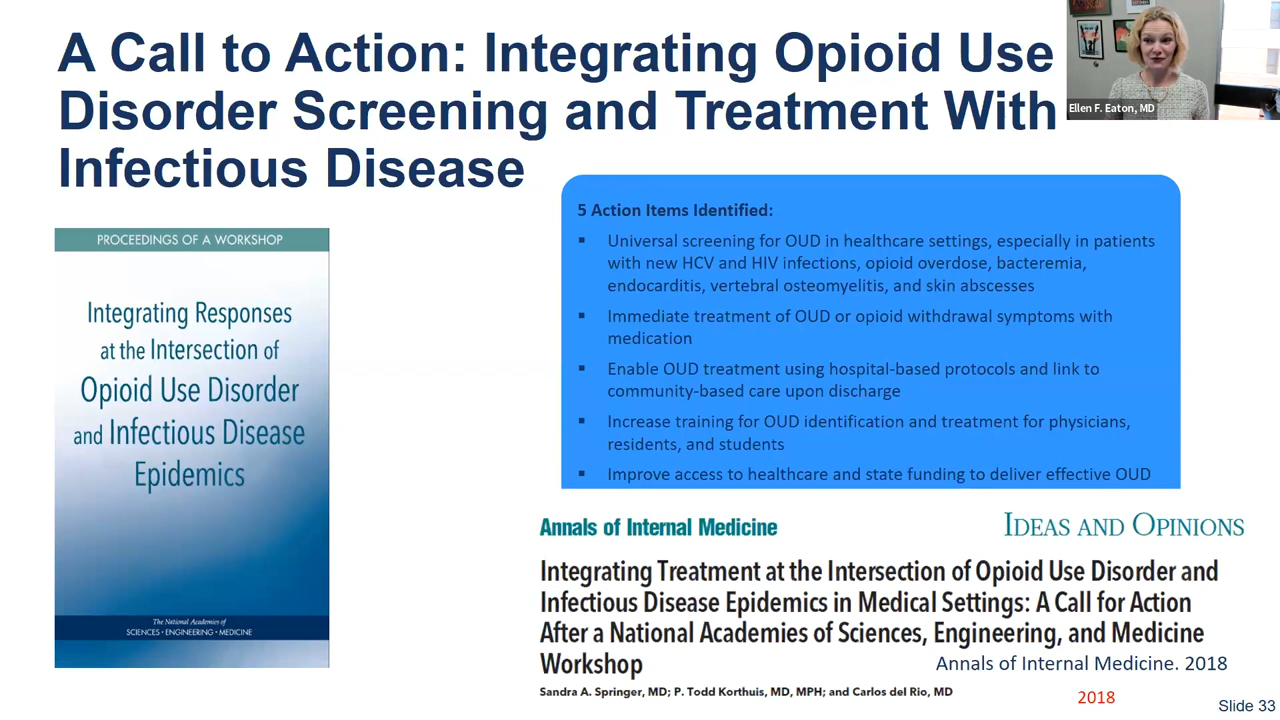 A Call to Action: Integrating Opioid Use
Disorder Screening and Treatment With
Infectious Disease
Ellen F. Eaton, MD
PROCEEDINGS OF A WORKSHOP
Integrating Responses
at the Intersection of
Opioid Use Disorder
and Infectious Disease
Epidemics
The National Academies of
SCIENCES • ENGINEERING • MEDICINE
5 Action Items Identified:
▪ Universal screening for OUD in healthcare settings, especially in patients
with new HCV and HIV infections, opioid overdose, bacteremia,
endocarditis, vertebral osteomyelitis, and skin abscesses
▪ Immediate treatment of OUD or opioid withdrawal symptoms with
medication
▪ Enable OUD treatment using hospital-based protocols and link to
community-based care upon discharge
▪ Increase training for OUD identification and treatment for physicians,
residents, and students
▪ Improve access to healthcare and state funding to deliver effective OUD
Annals of Internal Medicine
IDEAS AND OPINIONS
Integrating Treatment at the Intersection of Opioid Use Disorder and
Infectious Disease Epidemics in Medical Settings: A Call for Action
After a National Academies of Sciences, Engineering, and Medicine
Workshop
Annals of Internal Medicine. 2018
Sandra A. Springer, MD; P. Todd Korthuis, MD, MPH; and Carlos del Rio, MD
2018
Slide 33